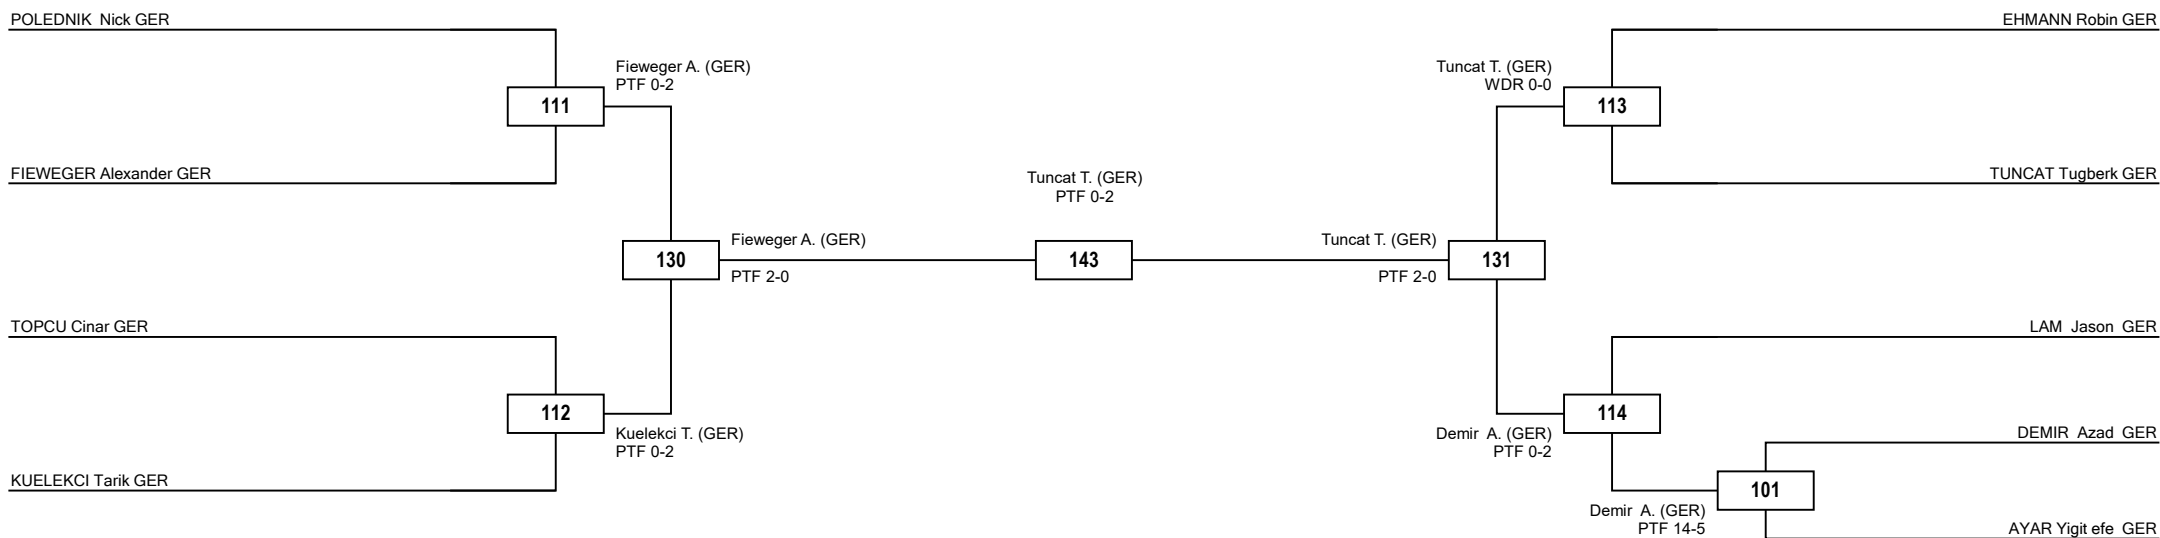 POLEDNIK Nick GER
EHMANN Robin GER
Fieweger A. (GER)
PTF 0-2
Tuncat T. (GER)
WDR 0-0
111
113
FIEWEGER Alexander GER
Tuncat T. (GER)
PTF 0-2
TUNCAT Tugberk GER
Fieweger A. (GER)
Tuncat T. (GER)
130
143
131
PTF 2-0
PTF 2-0
TOPCU Cinar GER
LAM Jason GER
112
114
Kuelekci T. (GER)
PTF 0-2
Demir A. (GER)
PTF 0-2
DEMIR Azad GER
KUELEKCI Tarik GER
101
Demir A. (GER)
PTF 14-5
AYAR Yigit efe GER